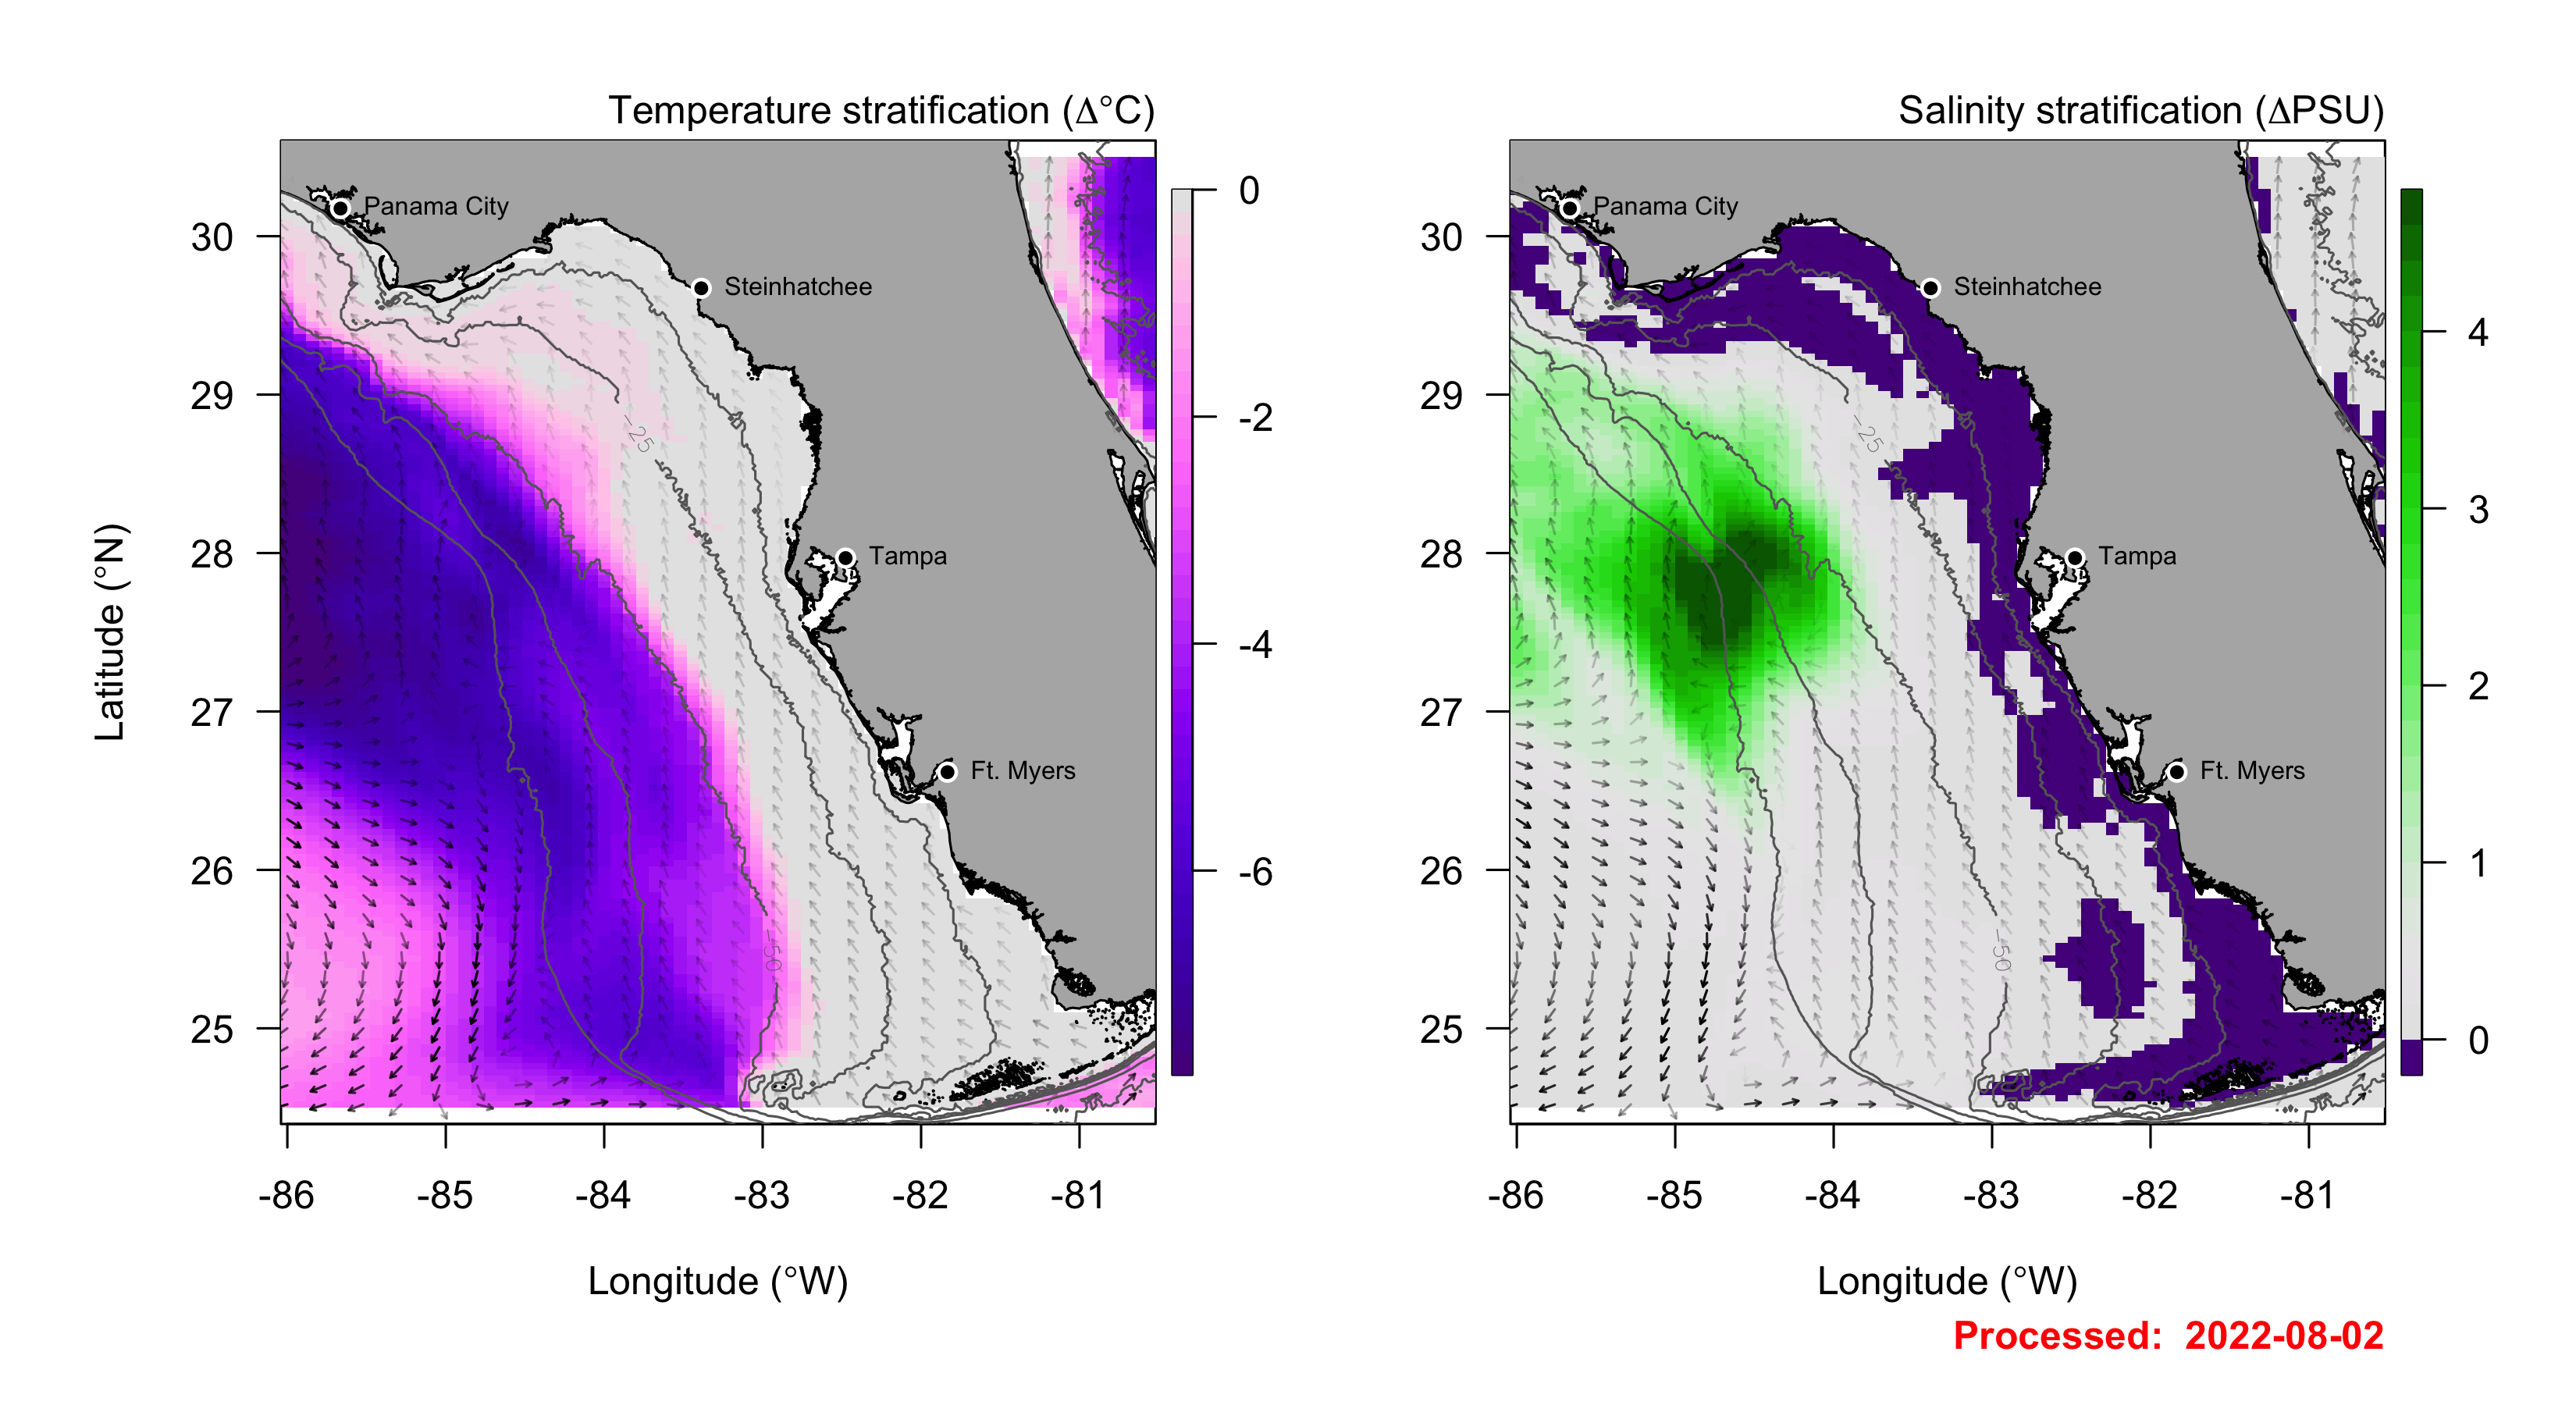 Temperature stratification (Δ°C)
Salinity stratification (ΔPSU)
Panama City
Steinhatchee
Tampa
Ft. Myers
-25
-50
30
29
28
27
26
25
Latitude (°N)
-86
-85
-84
-83
-82
-81
Longitude (°W)
0
-2
-4
-6
Panama City
Steinhatchee
Tampa
Ft. Myers
-25
-50
30
29
28
27
26
25
-86
-85
-84
-83
-82
-81
Longitude (°W)
4
3
2
1
0
Processed: 2022-08-02